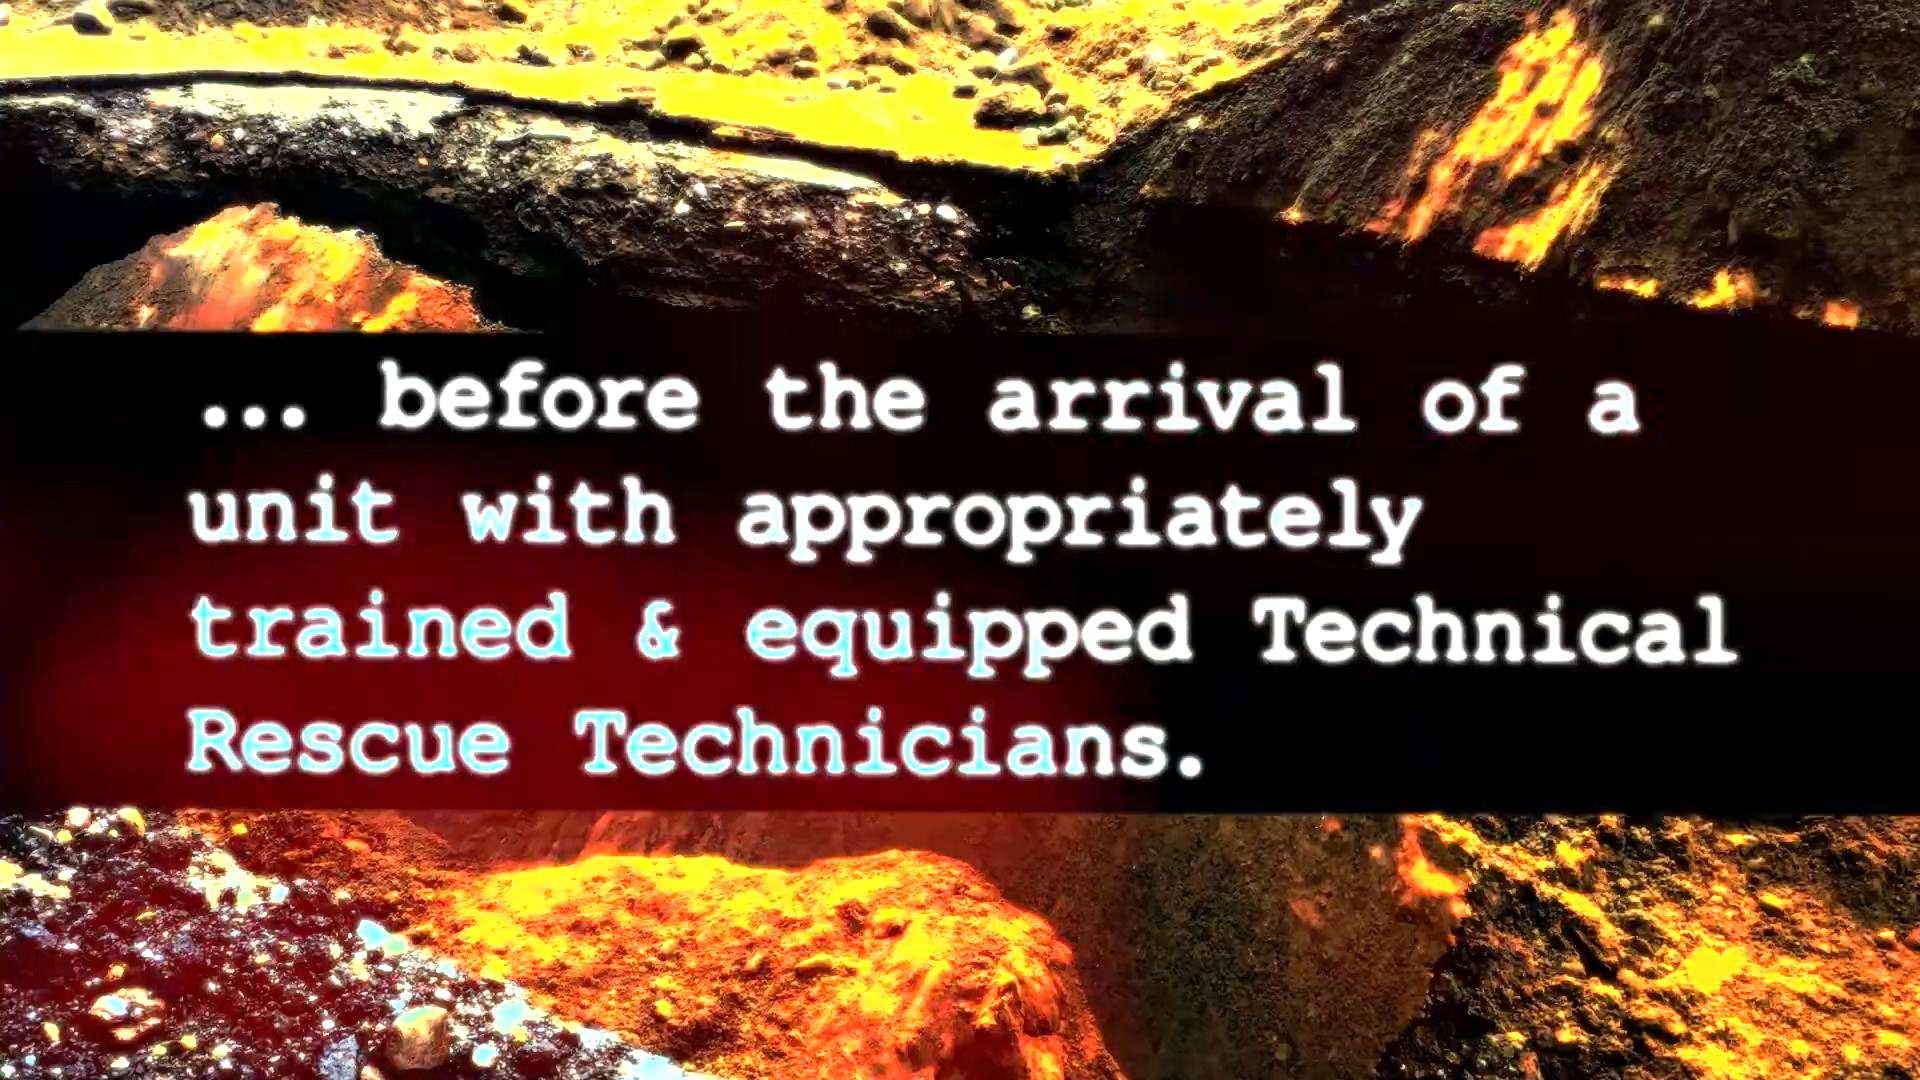 ... before the arrival of a
unit with appropriately
trained & equipped Technical
Rescue Technicians.